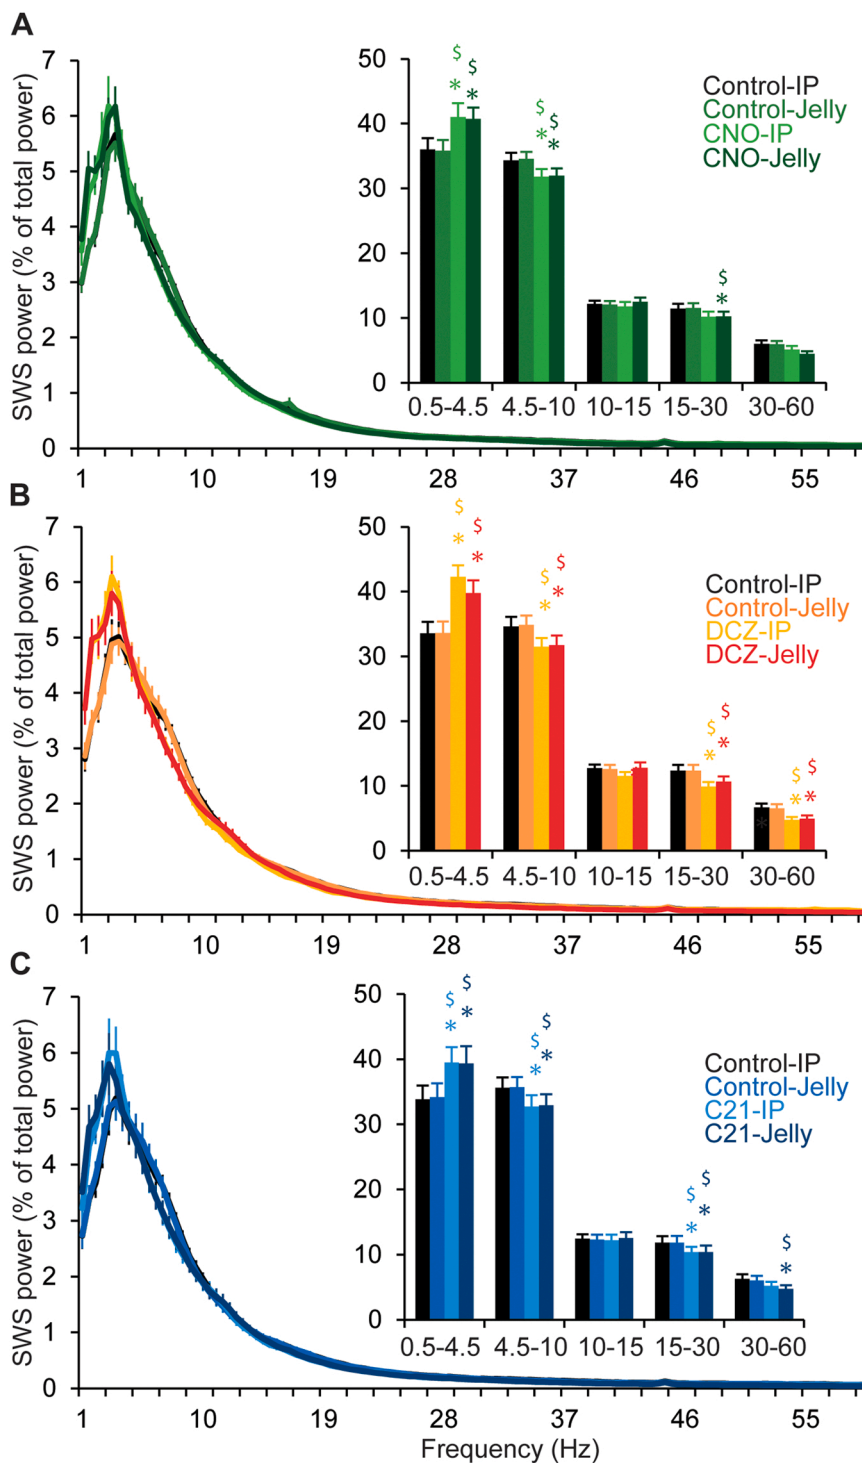 A
SWS power (% of total power)
7
6
5
4
3
2
1
0
1 10 19 28 37 46 55
50
40
30
20
10
0
$ $
* *
$ $
* *
$
*
0.5-4.5 4.5-10 10-15 15-30 30-60
Control-IP
Control-Jelly
CNO-IP
CNO-Jelly
B
SWS power (% of total power)
7
6
5
4
3
2
1
0
1 10 19 28 37 46 55
50
40
30
20
10
0
$ $
* *
$ $
* *
$ $
* *
$ $
* * *
0.5-4.5 4.5-10 10-15 15-30 30-60
Control-IP
Control-Jelly
DCZ-IP
DCZ-Jelly
C
SWS power (% of total power)
7
6
5
4
3
2
1
0
1 10 19 28 37 46 55
Frequency (Hz)
50
40
30
20
10
0
$ $
* *
$ $
* *
$ $
* *
$
*
0.5-4.5 4.5-10 10-15 15-30 30-60
Control-IP
Control-Jelly
C21-IP
C21-Jelly